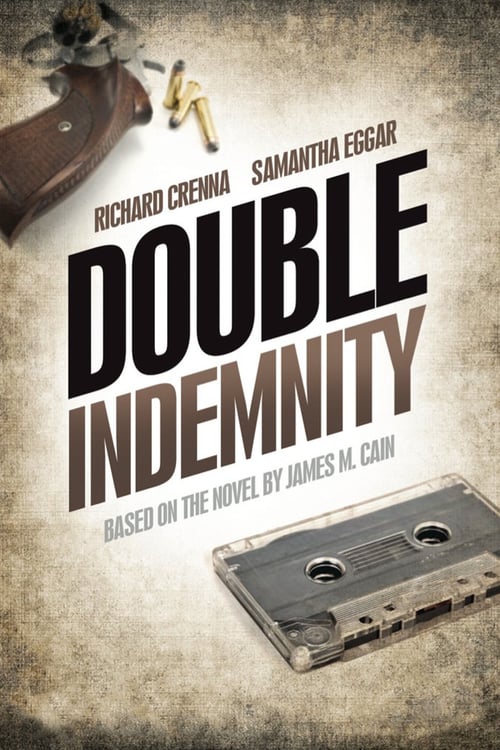 RICHARD CRENNA SAMANTHA EGGAR
DOUBLE
INDEMNITY
BASED ON THE NOVEL BY JAMES M. CAIN